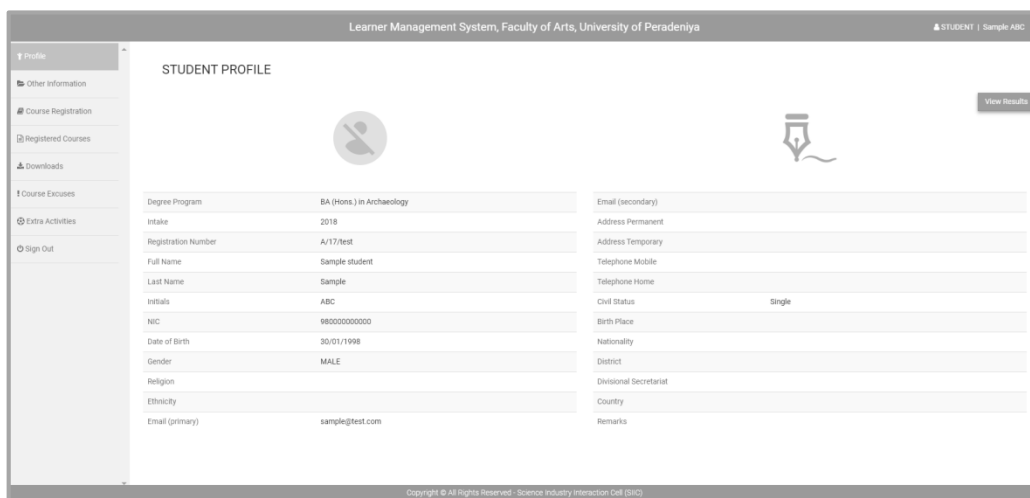 Learner Management System, Faculty of Arts, University of Peradeniya
STUDENT | Sample ABC
Profile
Other Information
Course Registration
Registered Courses
Downloads
Course Excuses
Extra Activities
Sign Out
STUDENT PROFILE
View Results
Degree Program BA (Hons.) in Archaeology
Intake 2018
Registration Number A/17/test
Full Name Sample student
Last Name Sample
Initials ABC
NIC 980000000000
Date of Birth 30/01/1998
Gender MALE
Religion
Ethnicity
Email (primary) sample@test.com
Email (secondary)
Address Permanent
Address Temporary
Telephone Mobile
Telephone Home
Civil Status Single
Birth Place
Nationality
District
Divisional Secretariat
Country
Remarks
Copyright © All Rights Reserved - Science Industry Interaction Cell (SIIC)